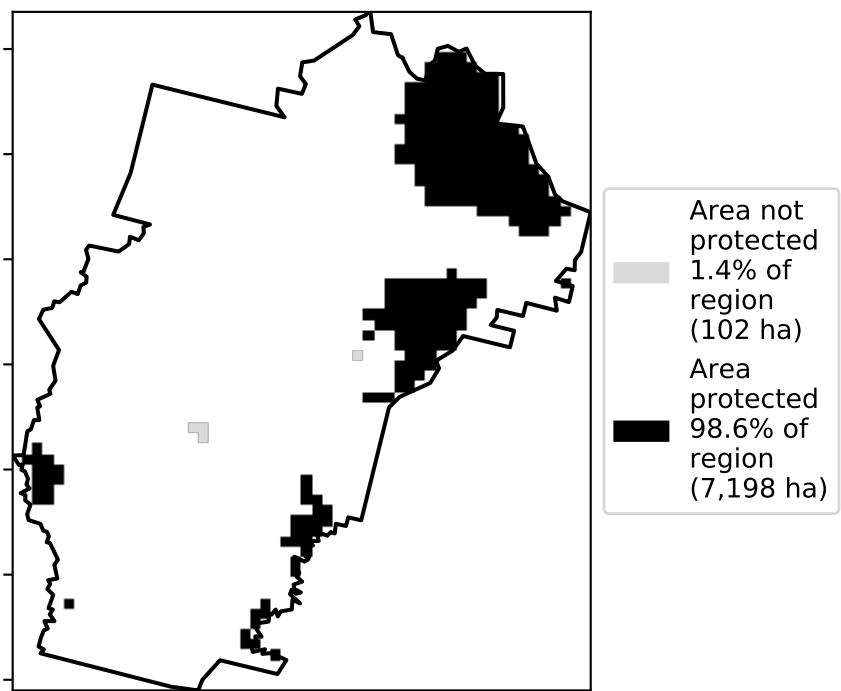 Area not
protected
1.4% of
region
(102 ha)
Area
protected
98.6% of
region
(7,198 ha)